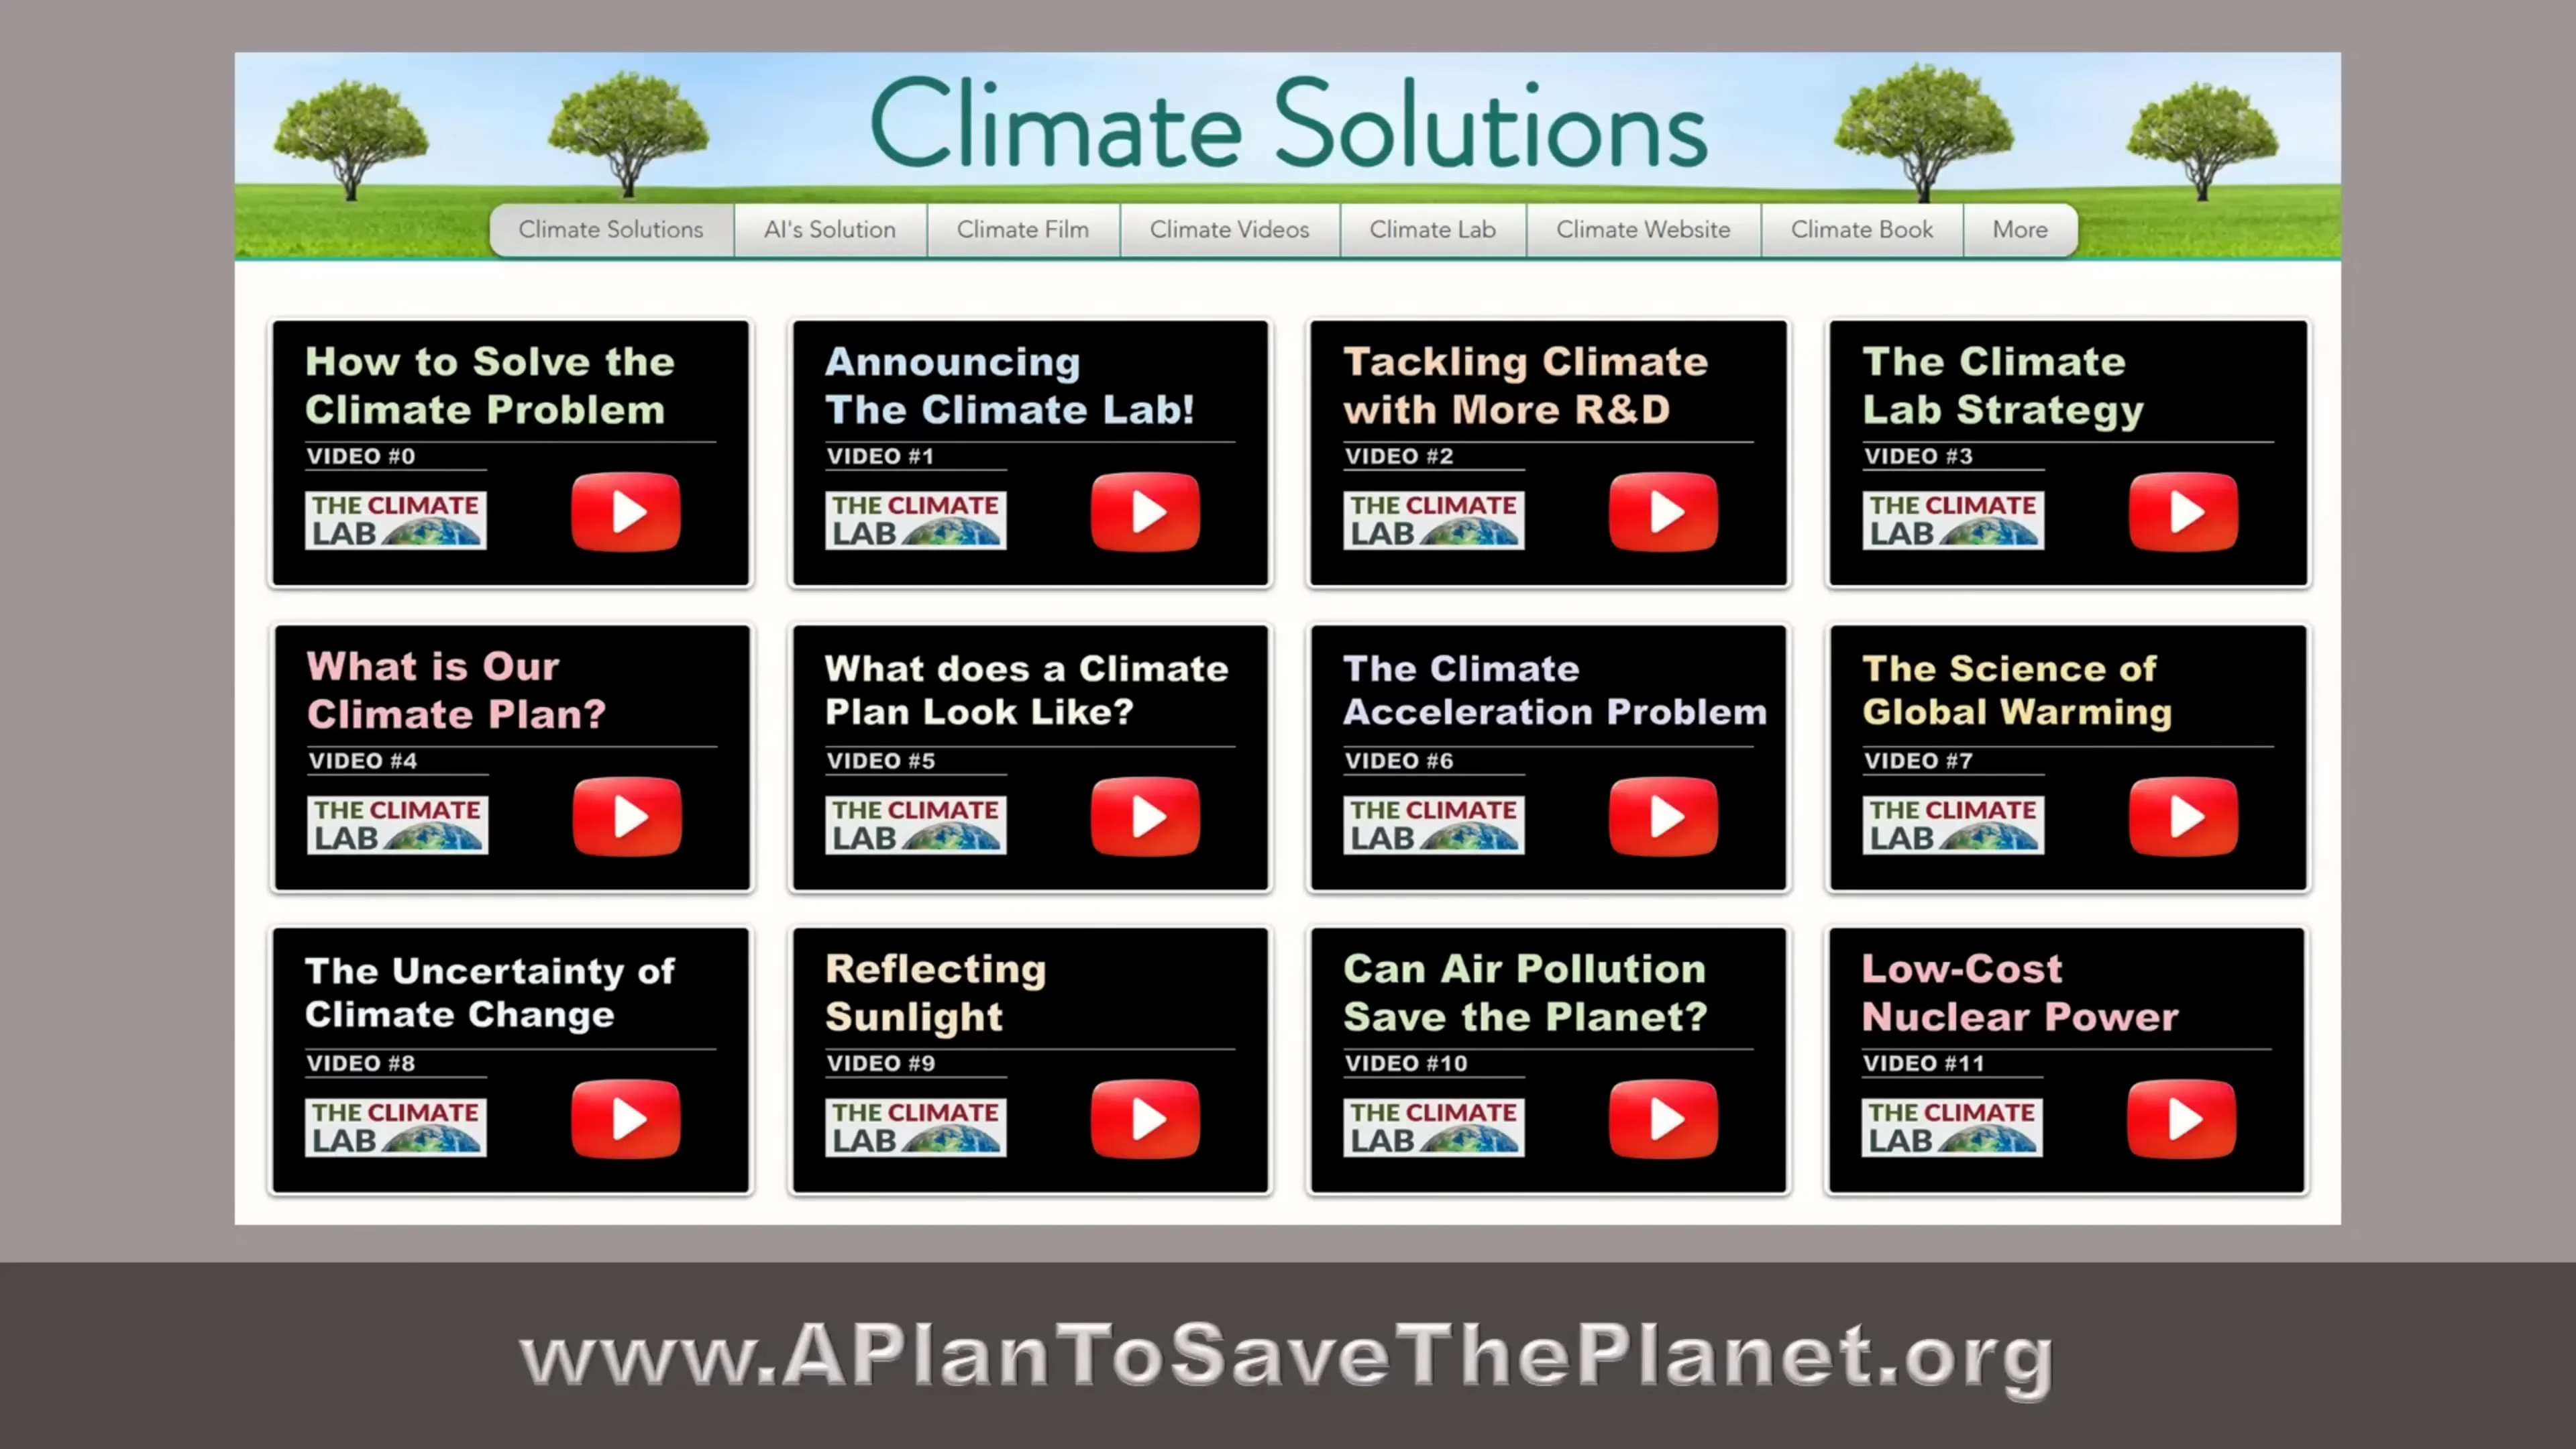 Climate Solutions
Climate Solutions
AI's Solution
Climate Film
Climate Videos
Climate Lab
Climate Website
Climate Book
More
How to Solve the
Climate Problem
VIDEO #0
THE CLIMATE
LAB
Announcing
The Climate Lab!
VIDEO #1
THE CLIMATE
LAB
Tackling Climate
with More R&D
VIDEO #2
THE CLIMATE
LAB
The Climate
Lab Strategy
VIDEO #3
THE CLIMATE
LAB
What is Our
Climate Plan?
VIDEO #4
THE CLIMATE
LAB
What does a Climate
Plan Look Like?
VIDEO #5
THE CLIMATE
LAB
The Climate
Acceleration Problem
VIDEO #6
THE CLIMATE
LAB
The Science of
Global Warming
VIDEO #7
THE CLIMATE
LAB
The Uncertainty of
Climate Change
VIDEO #8
THE CLIMATE
LAB
Reflecting
Sunlight
VIDEO #9
THE CLIMATE
LAB
Can Air Pollution
Save the Planet?
VIDEO #10
THE CLIMATE
LAB
Low-Cost
Nuclear Power
VIDEO #11
THE CLIMATE
LAB
www.APlanToSaveThePlanet.org